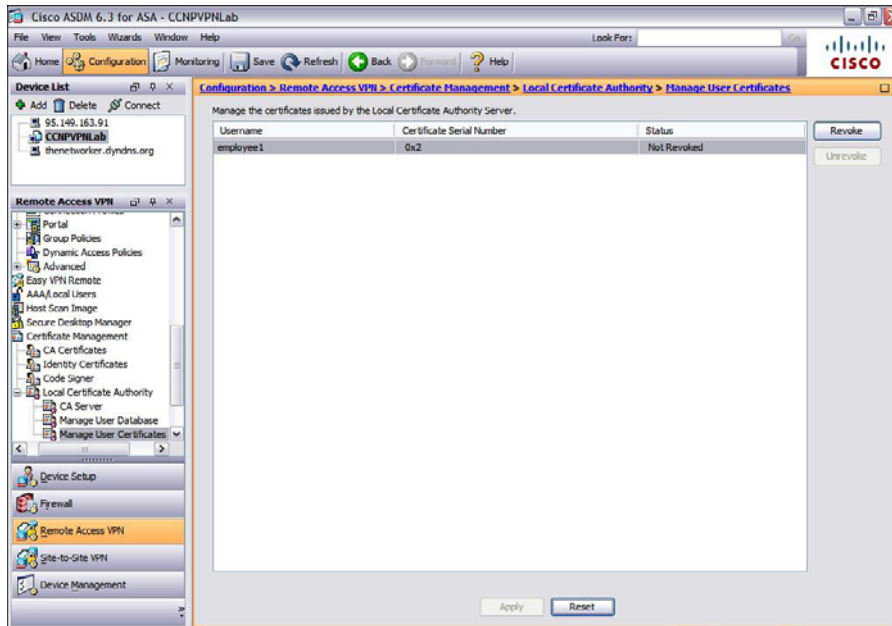 Cisco ASDM 6.3 for ASA - CCNPVPNLab
File View Tools Wizards Window Help
Look For:
Go
Home Configuration Monitoring Save Refresh Back Forward Help
CISCO
Device List
Add Delete Connect
95.149.163.91
CCNPVPNLab
thenetworker.dyndns.org
Remote Access VPN
Portal
Group Policies
Dynamic Access Policies
Advanced
Easy VPN Remote
AAA/Local Users
Host Scan Image
Secure Desktop Manager
Certificate Management
CA Certificates
Identity Certificates
Code Signer
Local Certificate Authority
CA Server
Manage User Database
Manage User Certificates
Device Setup
Firewall
Remote Access VPN
Site-to-Site VPN
Device Management
Configuration > Remote Access VPN > Certificate Management > Local Certificate Authority > Manage User Certificates
Manage the certificates issued by the Local Certificate Authority Server.
Username Certificate Serial Number Status
employee1 0x2 Not Revoked
Revoke
Unrevoke
Apply Reset